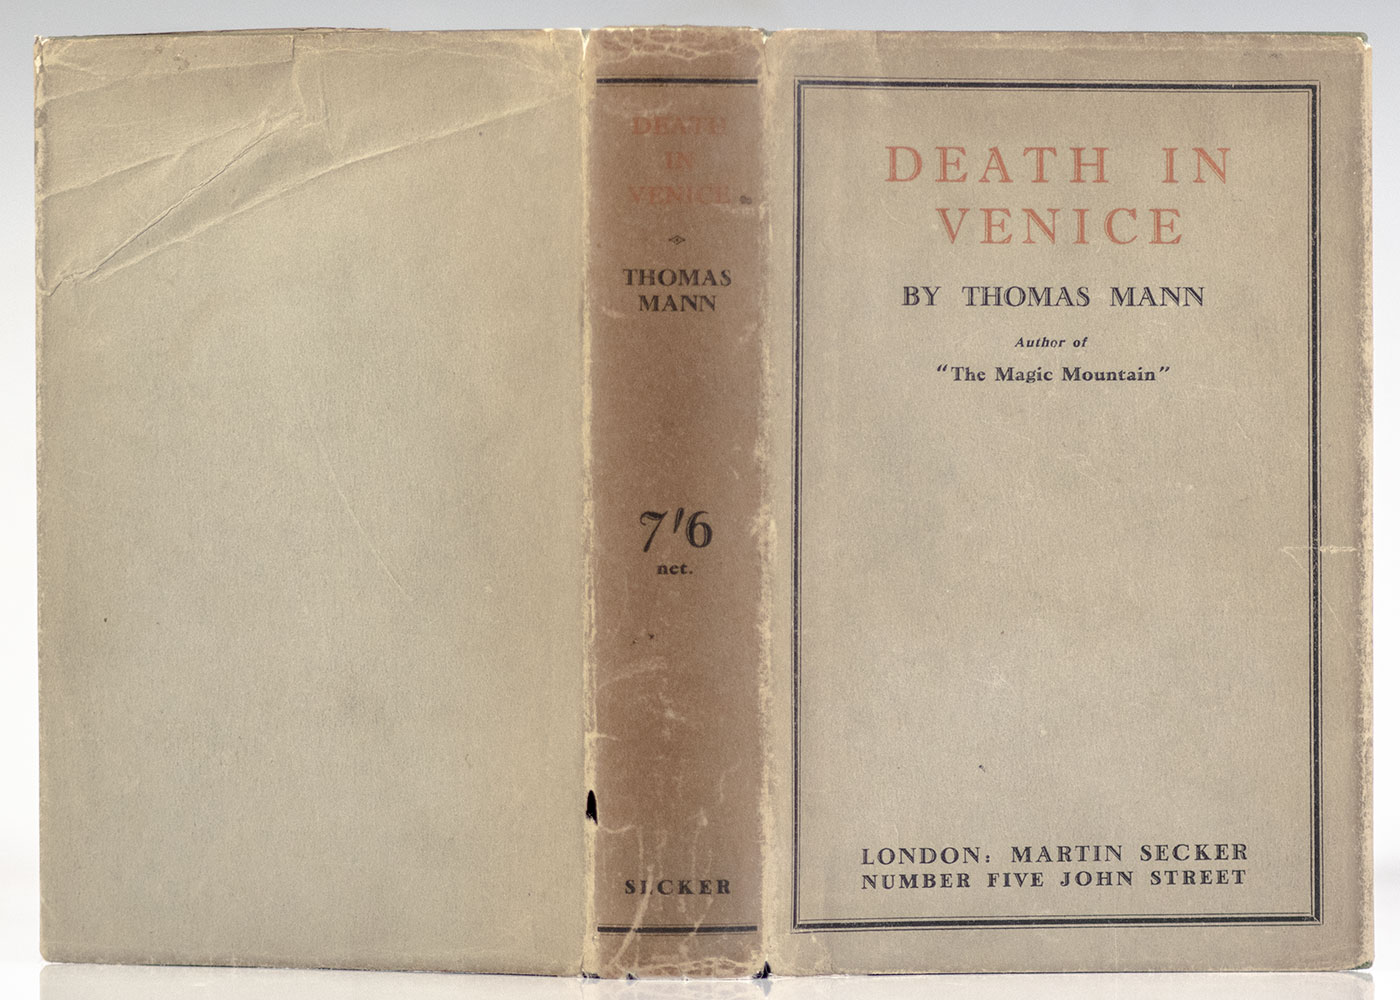 DEATH
IN
VENICE
THOMAS
MANN
7/6
net.
SECKER
DEATH IN
VENICE
BY THOMAS MANN
Author of
“The Magic Mountain”
LONDON: MARTIN SECKER
NUMBER FIVE JOHN STREET